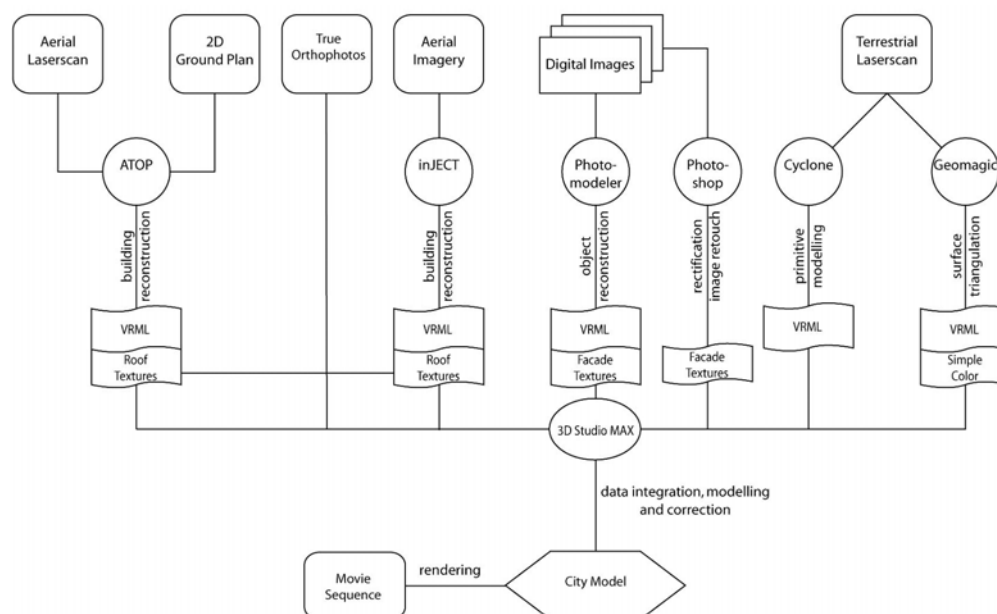 Aerial
Laserscan
2D
Ground Plan
True
Orthophotos
Aerial
Imagery
Digital Images
Terrestrial
Laserscan
ATOP
inJECT
Photo-
modeler
Photo-
shop
Cyclone
Geomagic
building
reconstruction
building
reconstruction
object
reconstruction
rectification
image retouch
primitive
modelling
surface
triangulation
VRML
Roof
Textures
VRML
Roof
Textures
VRML
Facade
Textures
Facade
Textures
VRML
VRML
Simple
Color
3D Studio MAX
data integration, modelling
and correction
Movie
Sequence
rendering
City Model